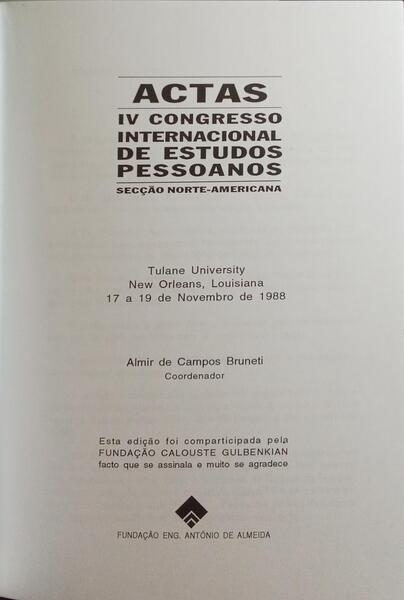 ACTAS
IV CONGRESSO
INTERNACIONAL
DE ESTUDOS
PESSOANOS
SECÇÃO NORTE-AMERICANA
Tulane University
New Orleans, Louisiana
17 a 19 de Novembro de 1988
Almir de Campos Bruneti
Coordenador
Esta edição foi comparticipada pela
FUNDAÇÃO CALOUSTE GULBENKIAN
facto que se assinala e muito se agradece
FUNDAÇÃO ENG. ANTÓNIO DE ALMEIDA